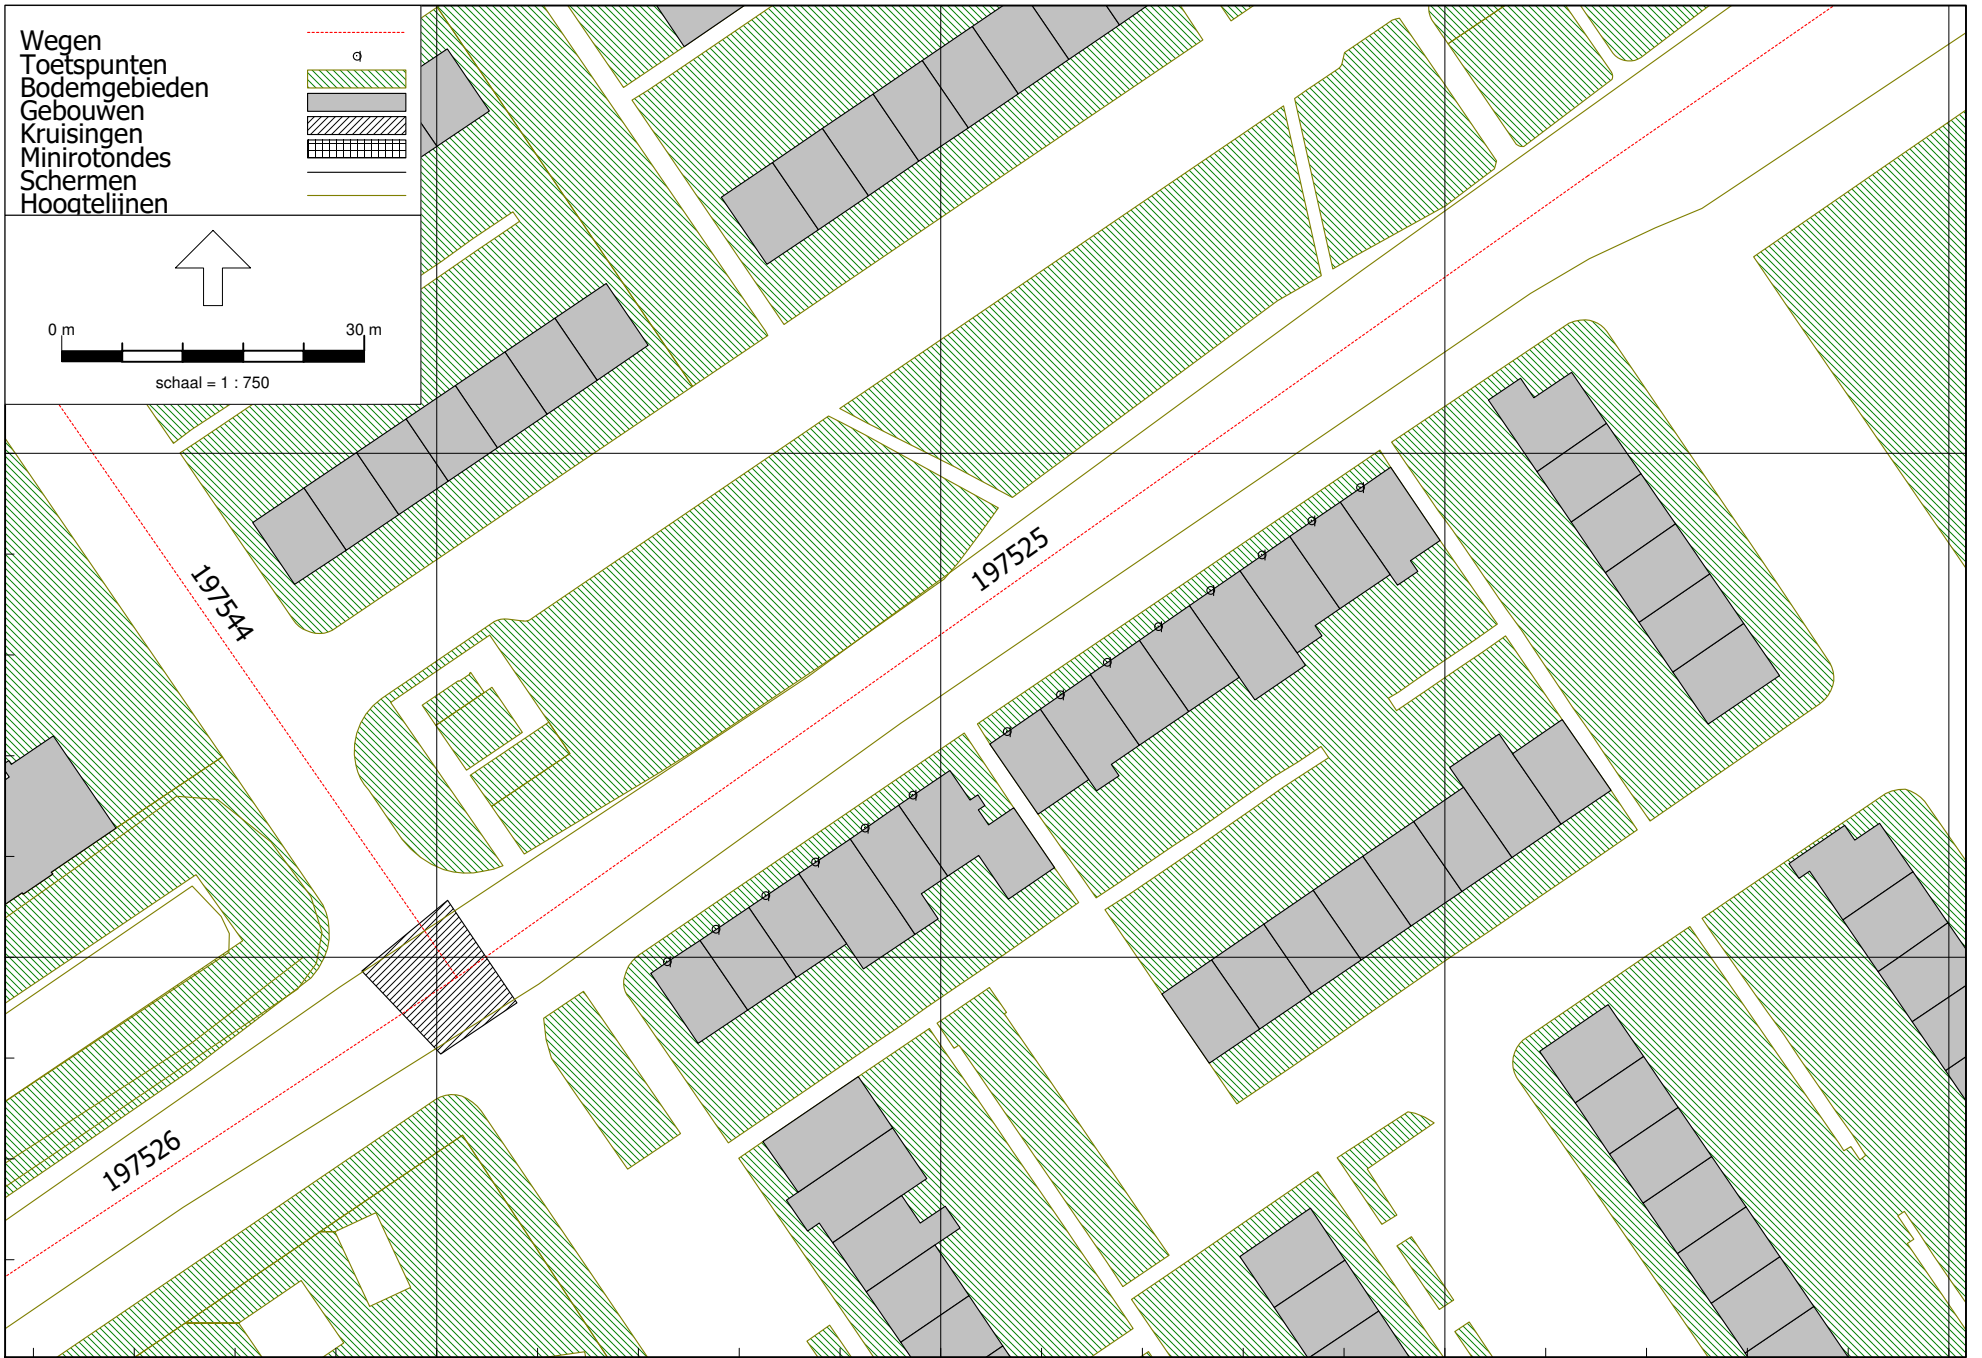 Wegen
Toetspunten
Bodemgebieden
Gebouwen
Kruisingen
Minirotondes
Schermen
Hoogtelijnen
0 m 30 m
schaal = 1 : 750
197525
197544
197526